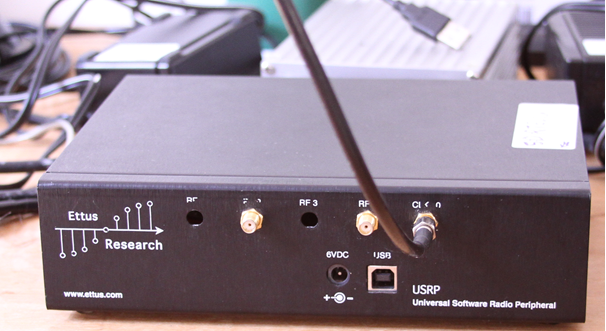 Ettus
Research
RF 3
6VDC
USB
USRP
Universal Software Radio Peripheral
www.ettus.com